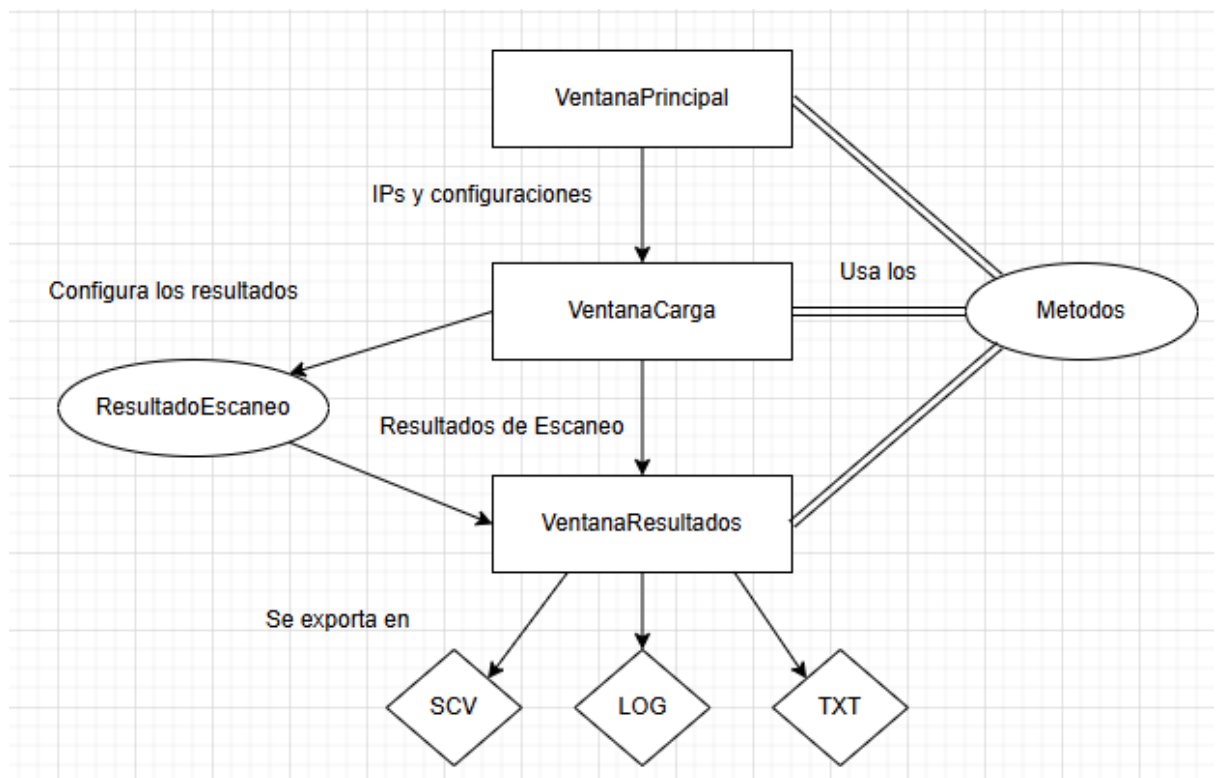 VentanaPrincipal
IPs y configuraciones
Usa los
Configura los resultados
VentanaCarga
Metodos
ResultadoEscaneo
Resultados de Escaneo
VentanaResultados
Se exporta en
SCV
LOG
TXT